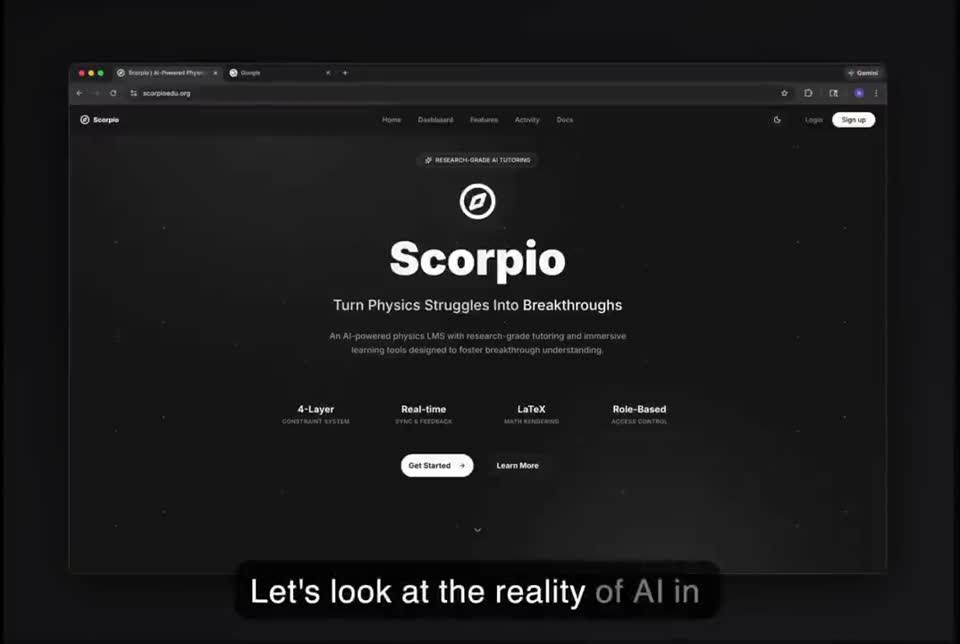 Scorpio | AI-Powered Physic
Google
Gemini
scorpioedu.org
Scorpio
Home
Dashboard
Features
Activity
Docs
Login
Sign up
RESEARCH-GRADE AI TUTORING
Scorpio
Turn Physics Struggles Into Breakthroughs
An AI-powered physics LMS with research-grade tutoring and immersive
learning tools designed to foster breakthrough understanding.
4-Layer
CONSTRAINT SYSTEM
Real-time
SYNC & FEEDBACK
LaTeX
MATH RENDERING
Role-Based
ACCESS CONTROL
Get Started
Learn More
Let's look at the reality of AI in